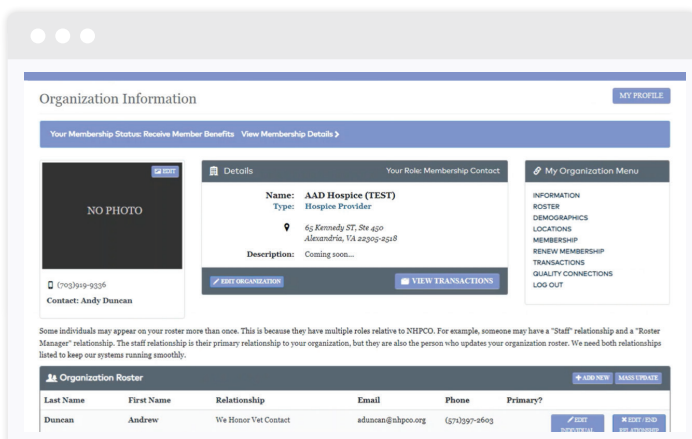 Organization Information
MY PROFILE
Your Membership Status: Receive Member Benefits View Membership Details >
EDIT
NO PHOTO
(703)919-9336
Contact: Andy Duncan
Details
Your Role: Membership Contact
Name: AAD Hospice (TEST)
Type: Hospice Provider
65 Kennedy ST, Ste 450
Alexandria, VA 22305-2518
Description: Coming soon...
EDIT ORGANIZATION
VIEW TRANSACTIONS
My Organization Menu
INFORMATION
ROSTER
DEMOGRAPHICS
LOCATIONS
MEMBERSHIP
RENEW MEMBERSHIP
TRANSACTIONS
QUALITY CONNECTIONS
LOG OUT
Some individuals may appear on your roster more than once. This is because they have multiple roles relative to NHPCO. For example, someone may have a "Staff" relationship and a "Roster
Manager" relationship. The staff relationship is their primary relationship to your organization, but they are also the person who updates your organization roster. We need both relationships
listed to keep our systems running smoothly.
Organization Roster
+ ADD NEW MASS UPDATE
Last Name First Name Relationship Email Phone Primary?
Duncan Andrew We Honor Vet Contact aduncan@nhpco.org (571)397-2603
EDIT
INDIVIDUAL
EDIT / END
RELATIONSHIP